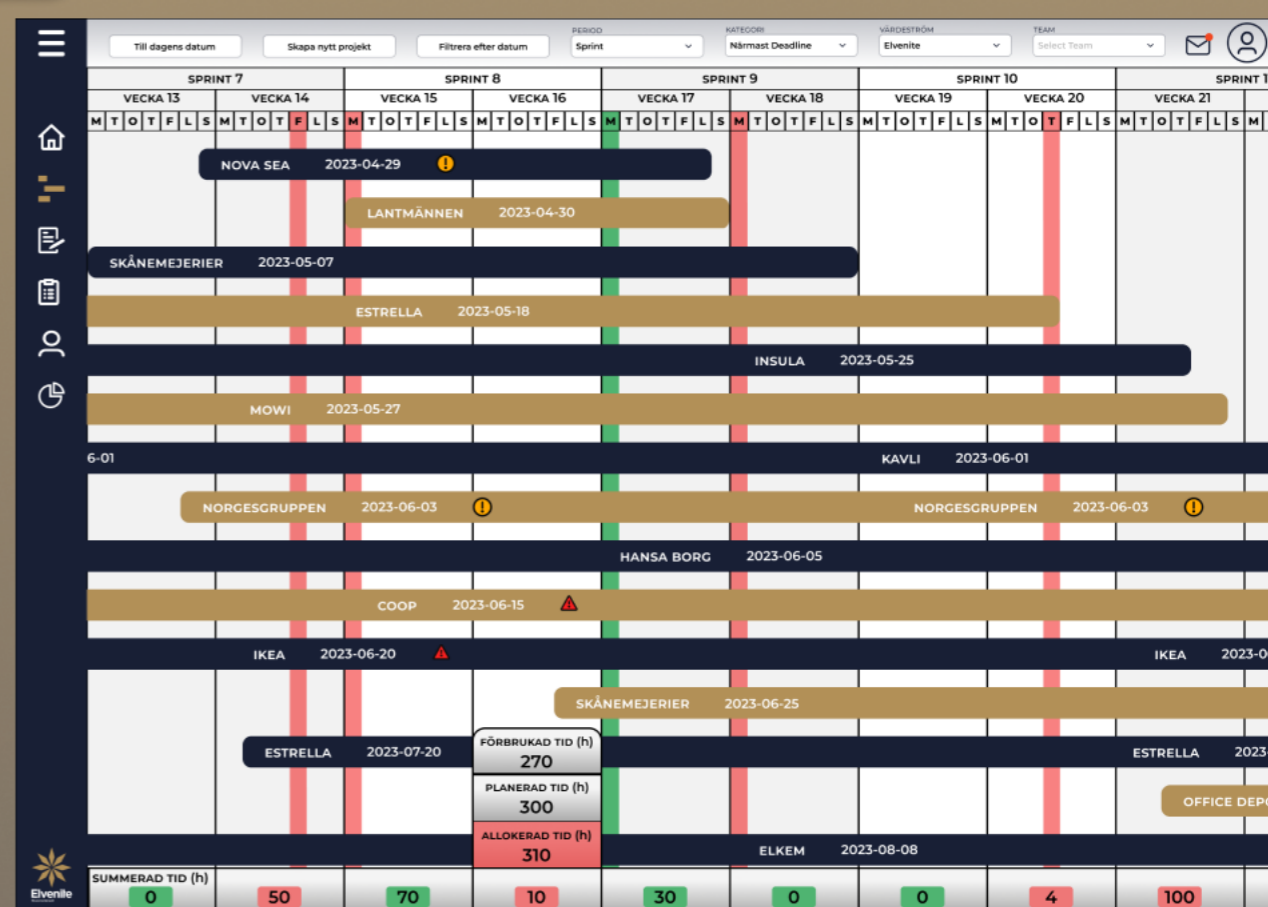 PERIOD KATEGORI VÄRDESTRÖM TEAM
Till dagens datum Skapa nytt projekt Filtrera efter datum Sprint Närmast Deadline Elvenite Select Team
SPRINT 7 SPRINT 8 SPRINT 9 SPRINT 10 SPRINT 1
VECKA 13 VECKA 14 VECKA 15 VECKA 16 VECKA 17 VECKA 18 VECKA 19 VECKA 20 VECKA 21
M T O T F L S M T O T F L S M T O T F L S M T O T F L S M T O T F L S M T O T F L S M T O T F L S M T O T F L S M T O T F L S M
NOVA SEA 2023-04-29
LANTMÄNNEN 2023-04-30
SKÅNEMEJERIER 2023-05-07
ESTRELLA 2023-05-18
INSULA 2023-05-25
MOWI 2023-05-27
6-01 KAVLI 2023-06-01
NORGESGRUPPEN 2023-06-03 NORGESGRUPPEN 2023-06-03
HANSA BORG 2023-06-05
COOP 2023-06-15
IKEA 2023-06-20 IKEA 2023-0
SKÅNEMEJERIER 2023-06-25
ESTRELLA 2023-07-20 ESTRELLA 2023-
FÖRBRUKAD TID (h)
270
PLANERAD TID (h)
300
OFFICE DEPO
ALLOKERAD TID (h)
310
ELKEM 2023-08-08
SUMMERAD TID (h)
0 50 70 10 30 0 0 4 100
Elvenite